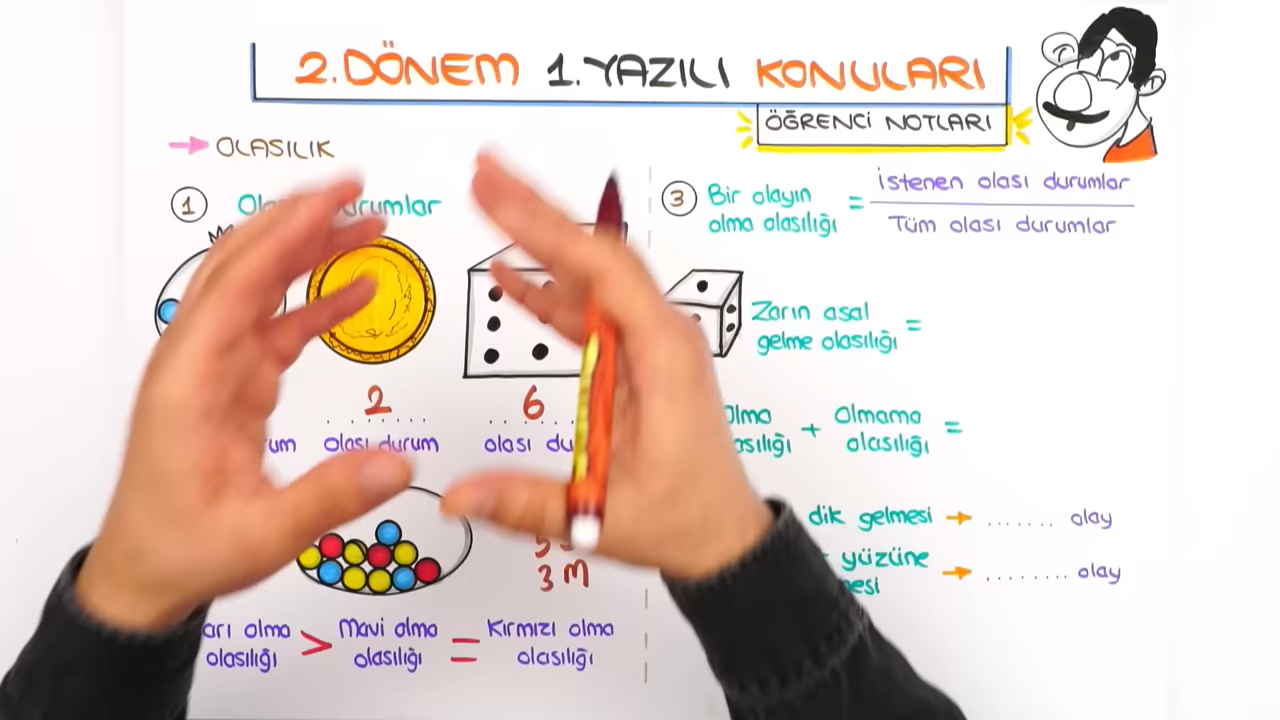 2.DÖNEM 1.YAZILI KONULARI
ÖĞRENCİ NOTLARI
OLASILIK
1
2
6
olası durum
olası
3 M
Mavi olma
olasılığı
>
olasılığı
=
Kırmızı olma
olasılığı
3
Bir olayın
olma olasılığı
=
İstenen olası durumlar
Tüm olası durumlar
Zarın asal
gelme olasılığı
=
+
Olmama
olasılığı
=
dik gelmesi
....... olay
yüzüne
......... olay